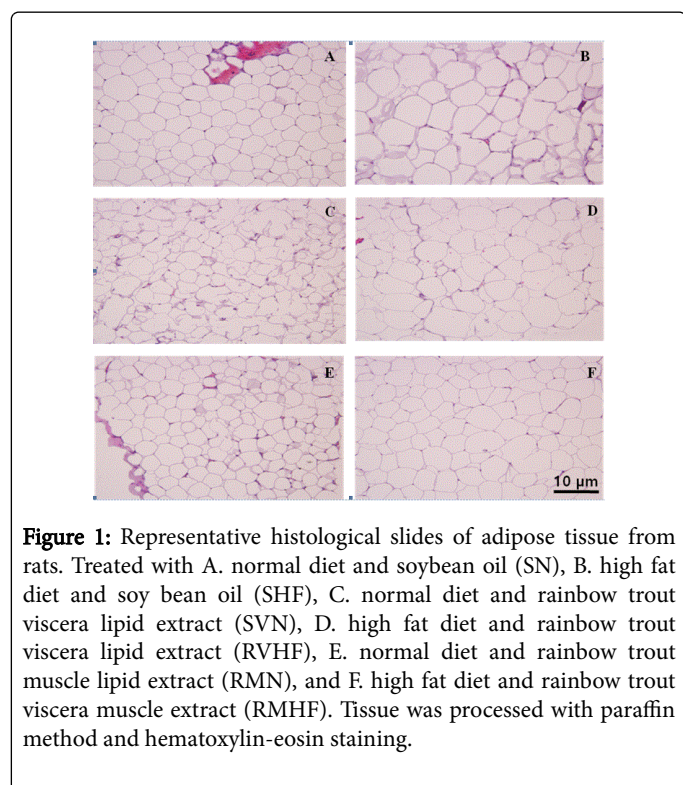 A
B
C
D
E
F
10 µm
Figure 1: Representative histological slides of adipose tissue from
rats. Treated with A. normal diet and soybean oil (SN), B. high fat
diet and soy bean oil (SHF), C. normal diet and rainbow trout
viscera lipid extract (SVN), D. high fat diet and rainbow trout
viscera lipid extract (RVHF), E. normal diet and rainbow trout
muscle lipid extract (RMN), and F. high fat diet and rainbow trout
viscera muscle extract (RMHF). Tissue was processed with paraffin
method and hematoxylin-eosin staining.